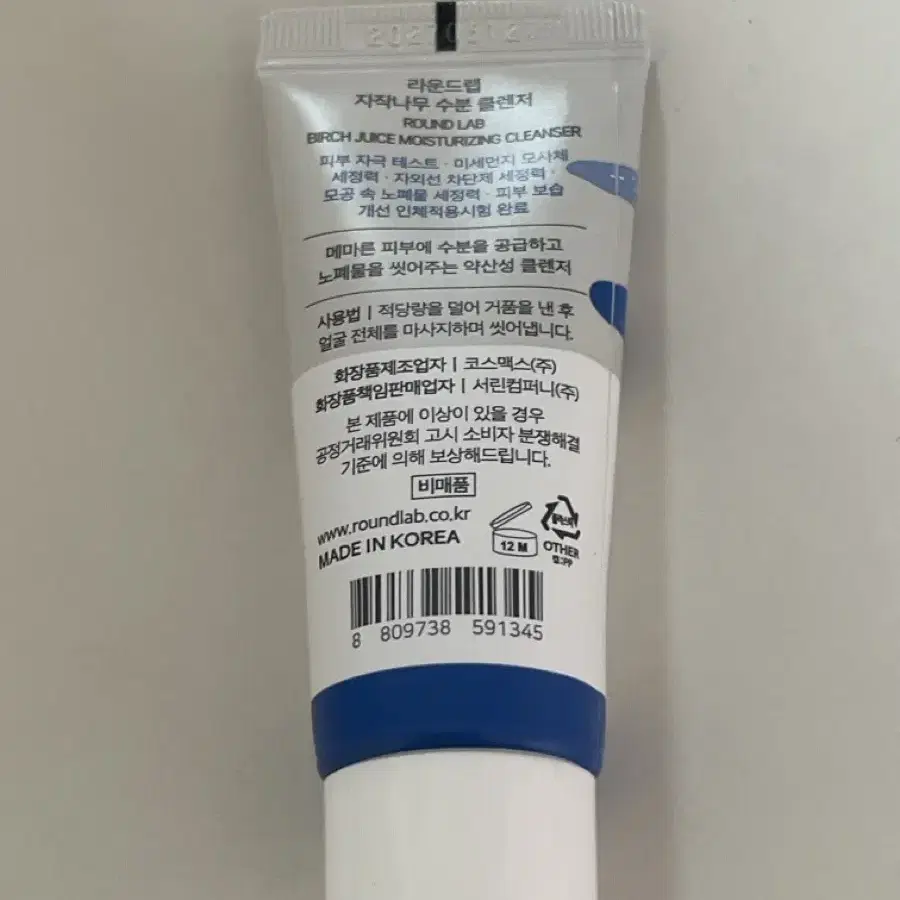 라운드랩
자작나무 수분 클렌저
ROUND LAB
BIRCH JUICE MOISTURIZING CLEANSER
피부 자극 테스트 · 미세먼지 모사체
세정력 · 자외선 차단제 세정력 ·
모공 속 노폐물 세정력 · 피부 보습
개선 인체적용시험 완료
메마른 피부에 수분을 공급하고
노폐물을 씻어주는 약산성 클렌저
사용법 | 적당량을 덜어 거품을 낸 후
얼굴 전체를 마사지하며 씻어냅니다.
화장품제조업자 | 코스맥스(주)
화장품책임판매업자 | 서린컴퍼니(주)
본 제품에 이상이 있을 경우
공정거래위원회 고시 소비자 분쟁해결
기준에 의해 보상해드립니다.
비매품
www.roundlab.co.kr
MADE IN KOREA
12 M
OTHER
8 809738 591345